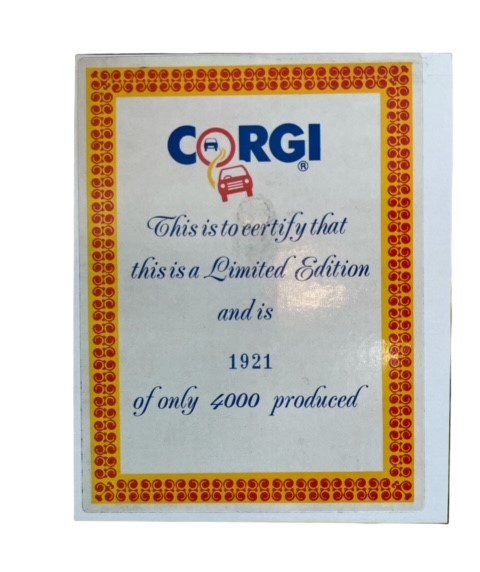 CORGI®
This is to certify that
this is a Limited Edition
and is
1921
of only 4000 produced